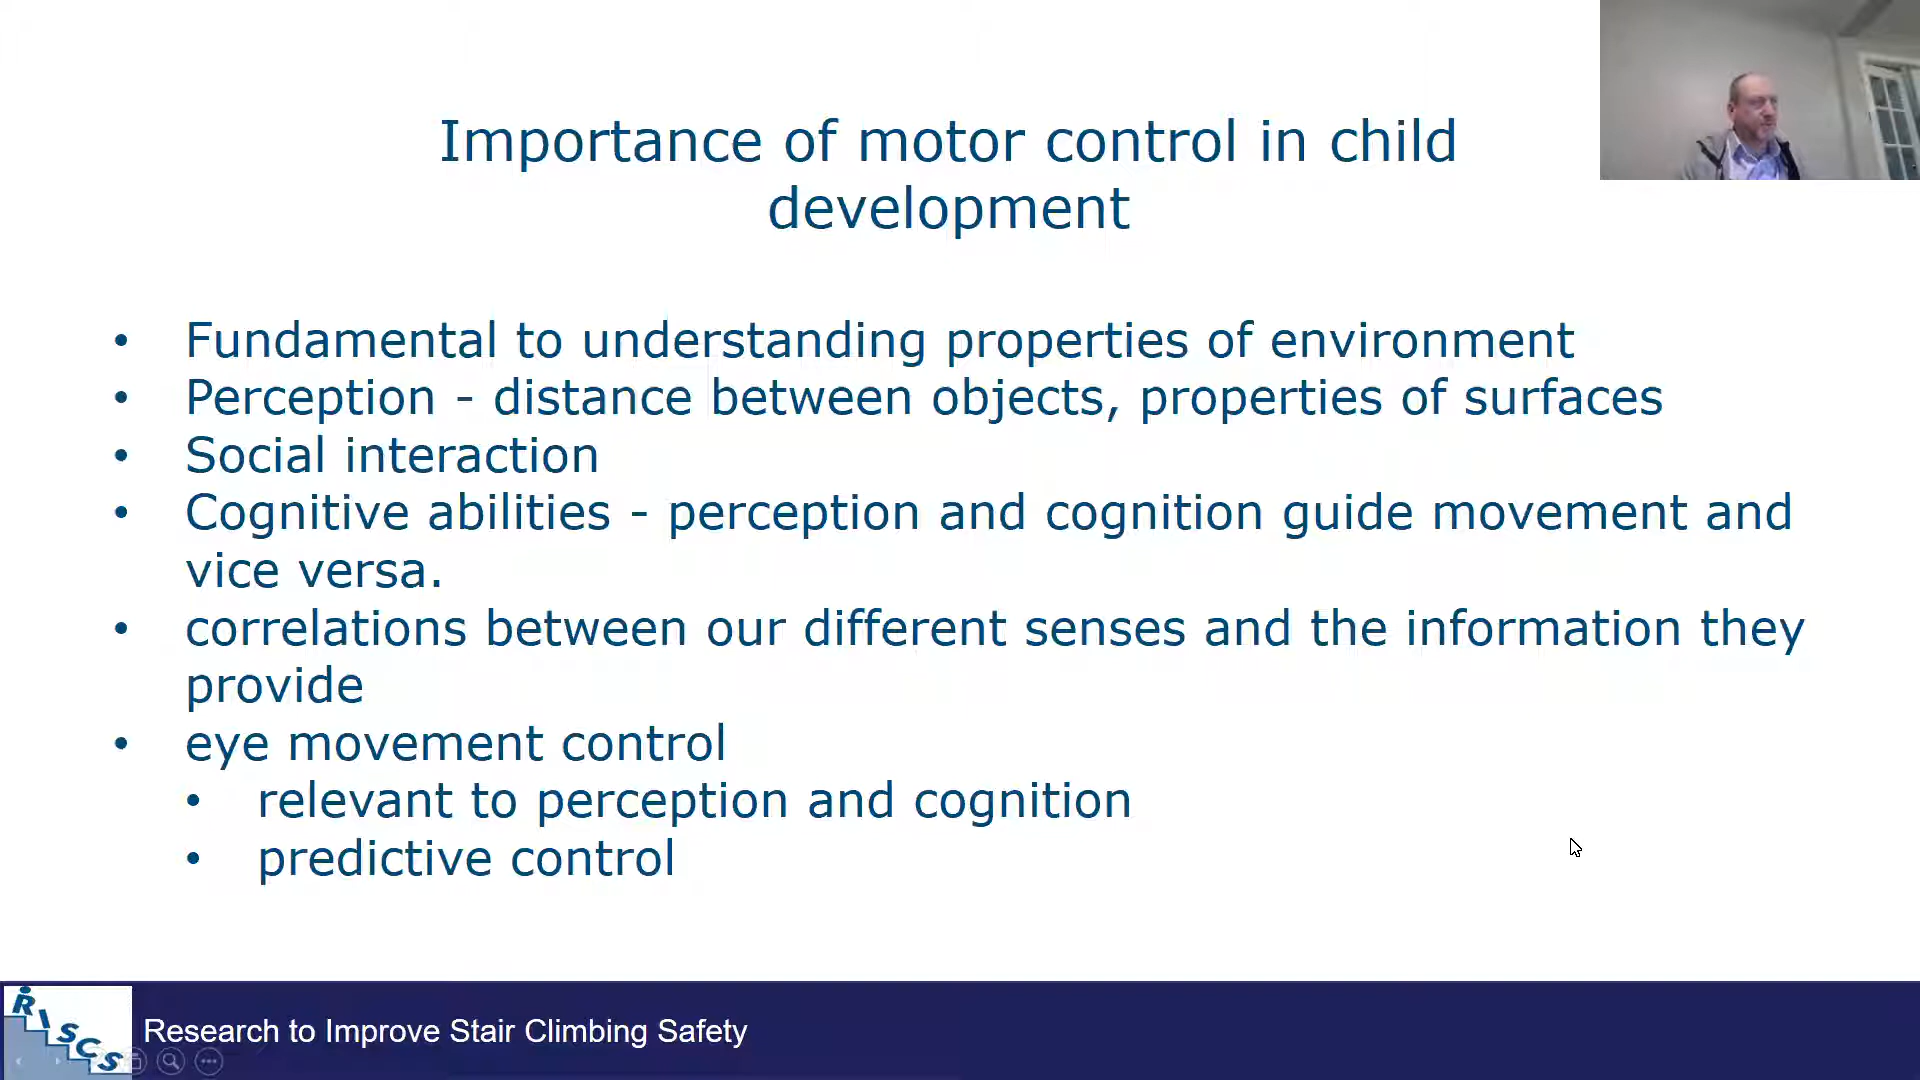 Importance of motor control in child
development
• Fundamental to understanding properties of environment
• Perception - distance between objects, properties of surfaces
• Social interaction
• Cognitive abilities - perception and cognition guide movement and
vice versa.
• correlations between our different senses and the information they
provide
• eye movement control
• relevant to perception and cognition
• predictive control
RISCS
Research to Improve Stair Climbing Safety